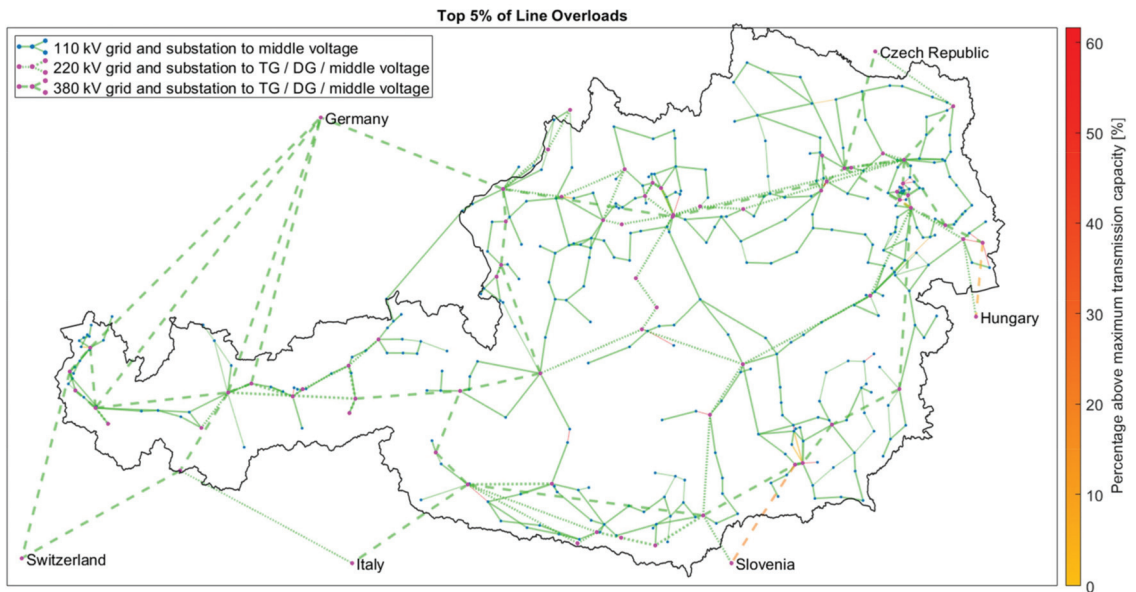 Top 5% of Line Overloads
110 kV grid and substation to middle voltage
220 kV grid and substation to TG / DG / middle voltage
380 kV grid and substation to TG / DG / middle voltage
Czech Republic
Germany
Hungary
Switzerland
Italy
Slovenia
60
50
40
30
20
10
0
Percentage above maximum transmission capacity [%]